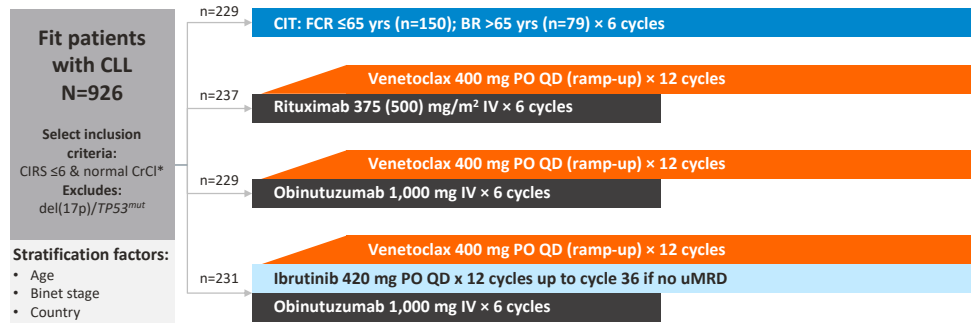 Fit patients
with CLL
N=926
Select inclusion
criteria:
CIRS ≤6 & normal CrCl*
Excludes:
del(17p)/TP53mut
Stratification factors:
• Age
• Binet stage
• Country
n=229
CIT: FCR ≤65 yrs (n=150); BR >65 yrs (n=79) × 6 cycles
n=237
Venetoclax 400 mg PO QD (ramp-up) × 12 cycles
Rituximab 375 (500) mg/m² IV × 6 cycles
n=229
Venetoclax 400 mg PO QD (ramp-up) × 12 cycles
Obinutuzumab 1,000 mg IV × 6 cycles
n=231
Venetoclax 400 mg PO QD (ramp-up) × 12 cycles
Ibrutinib 420 mg PO QD x 12 cycles up to cycle 36 if no uMRD
Obinutuzumab 1,000 mg IV × 6 cycles